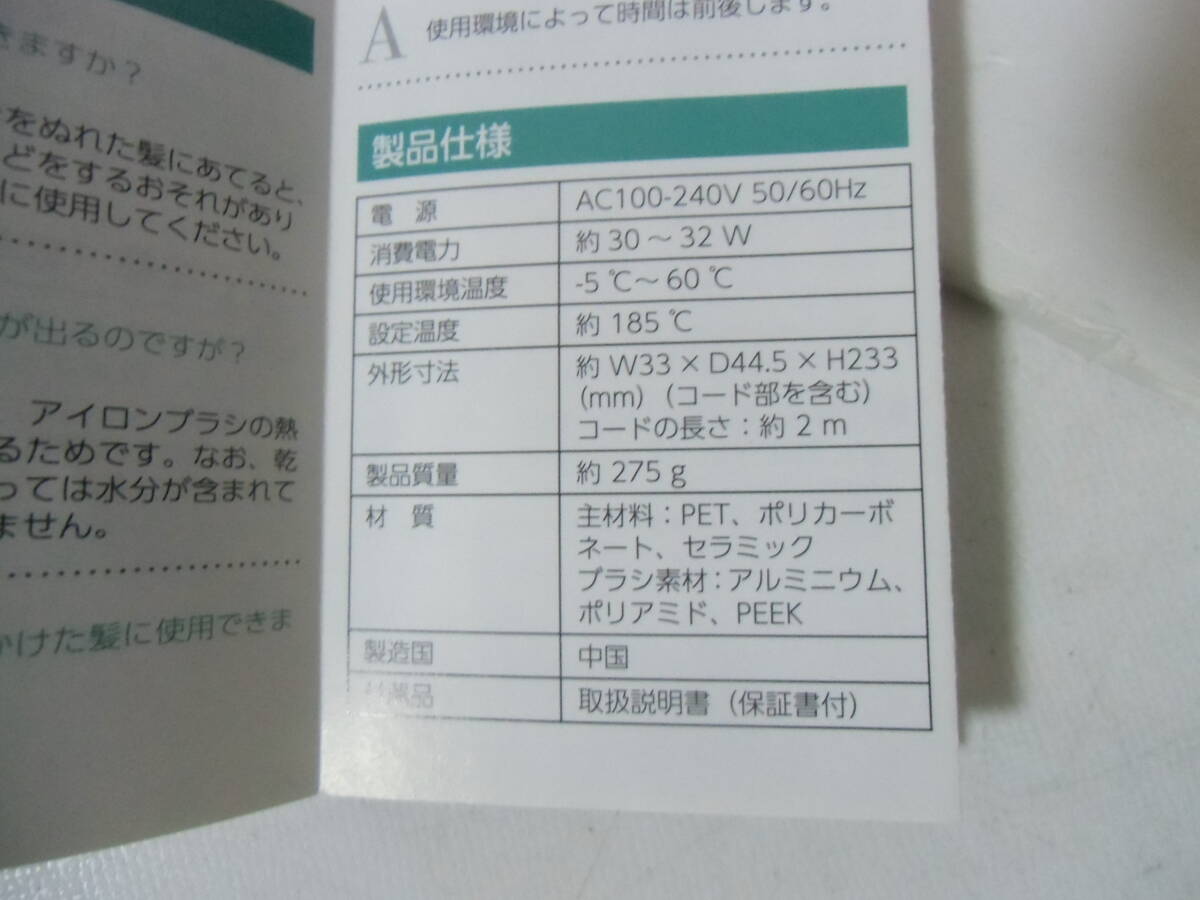 きますか？
をぬれた髪にあてると、
どをするおそれがあり
に使用してください。
が出るのですが？
アイロンブラシの熱
るためです。なお、乾
っては水分が含まれて
ません。
かけた髪に使用できま
A 使用環境によって時間は前後します。
製品仕様
電 源 AC100-240V 50/60Hz
消費電力 約 30 ～ 32 W
使用環境温度 -5 ℃～ 60 ℃
設定温度 約 185 ℃
外形寸法 約 W33 × D44.5 × H233
(mm)（コード部を含む）
コードの長さ：約 2 m
製品質量 約 275 g
材 質 主材料：PET、ポリカーボ
ネート、セラミック
ブラシ素材：アルミニウム、
ポリアミド、PEEK
製造国 中国
付属品 取扱説明書（保証書付）